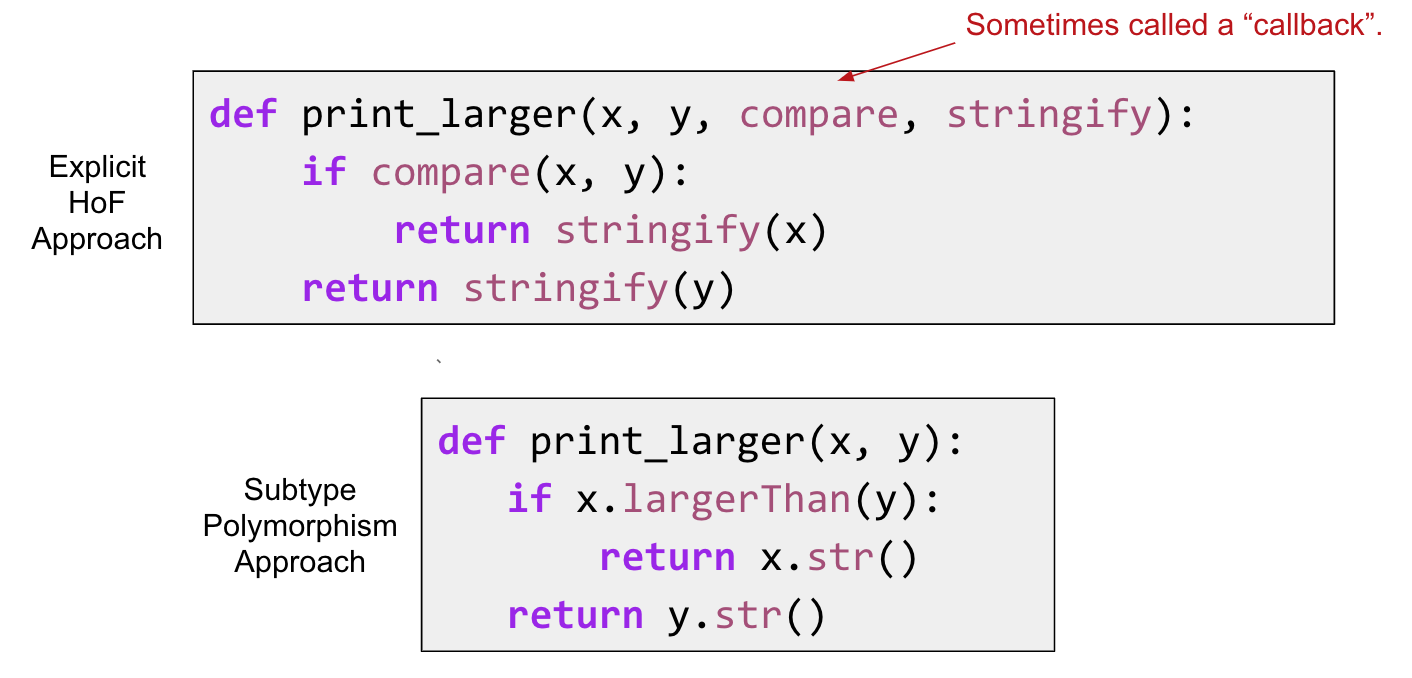 Sometimes called a “callback”.
def print_larger(x, y, compare, stringify):
    if compare(x, y):
        return stringify(x)
    return stringify(y)
Explicit
HoF
Approach
`
def print_larger(x, y):
   if x.largerThan(y):
       return x.str()
   return y.str()
Subtype
Polymorphism
Approach